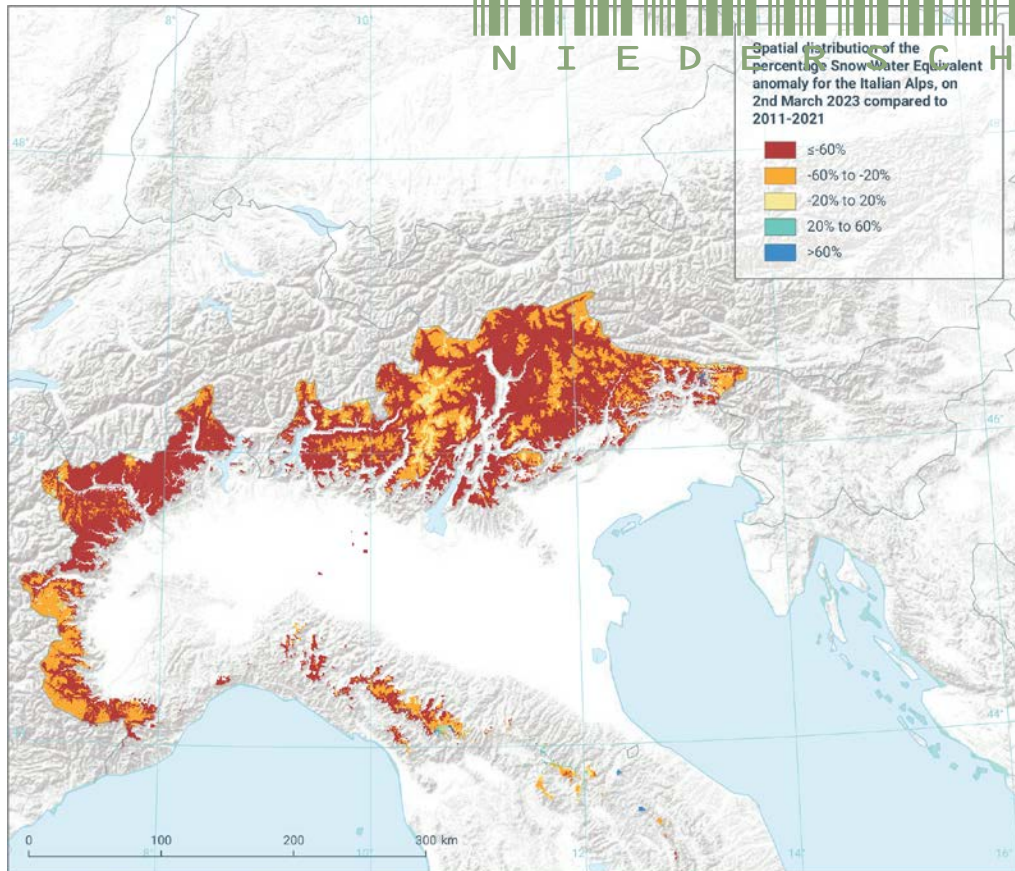 8°
10°
N I E D E R S C H
Spatial distribution of the
percentage Snow Water Equivalent
anomaly for the Italian Alps, on
2nd March 2023 compared to
2011-2021
≤-60%
-60% to -20%
-20% to 20%
20% to 60%
>60%
48°
46°
44°
0 100 200 300 km
8° 10° 12° 14° 16°